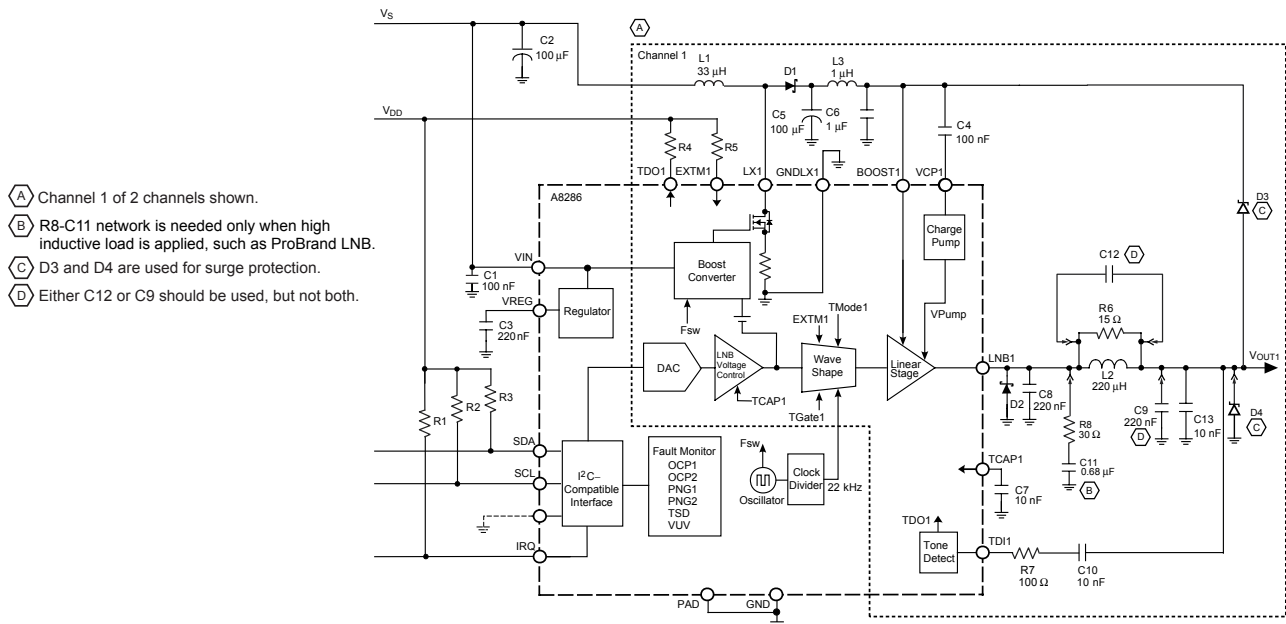 VS
A
C2
100 μF
Channel 1
L1
33 μH
D1
L3
1 μH
C5
100 μF
C6
1 μF
C4
100 nF
VDD
R4
R5
TDO1
EXTM1
LX1
GNDLX1
BOOST1
VCP1
D3
C
A Channel 1 of 2 channels shown.
B R8-C11 network is needed only when high
inductive load is applied, such as ProBrand LNB.
C D3 and D4 are used for surge protection.
D Either C12 or C9 should be used, but not both.
A8286
VIN
C1
100 nF
VREG
C3
220 nF
Regulator
Boost
Converter
Fsw
Charge
Pump
VPump
EXTM1
TMode1
DAC
LNB
Voltage
Control
TCAP1
Wave
Shape
TGate1
Linear
Stage
LNB1
C12
D
R6
15 Ω
L2
220 μH
VOUT1
D2
C8
220 nF
R8
30 Ω
C11
0.68 μF
B
C9
220 nF
D
C13
10 nF
D4
C
R1
R2
R3
SDA
SCL
IRQ
I2C–
Compatible
Interface
Fault Monitor
OCP1
OCP2
PNG1
PNG2
TSD
VUV
Fsw
Oscillator
Clock
Divider
22 kHz
TCAP1
C7
10 nF
TDO1
Tone
Detect
TDI1
R7
100 Ω
C10
10 nF
PAD
GND